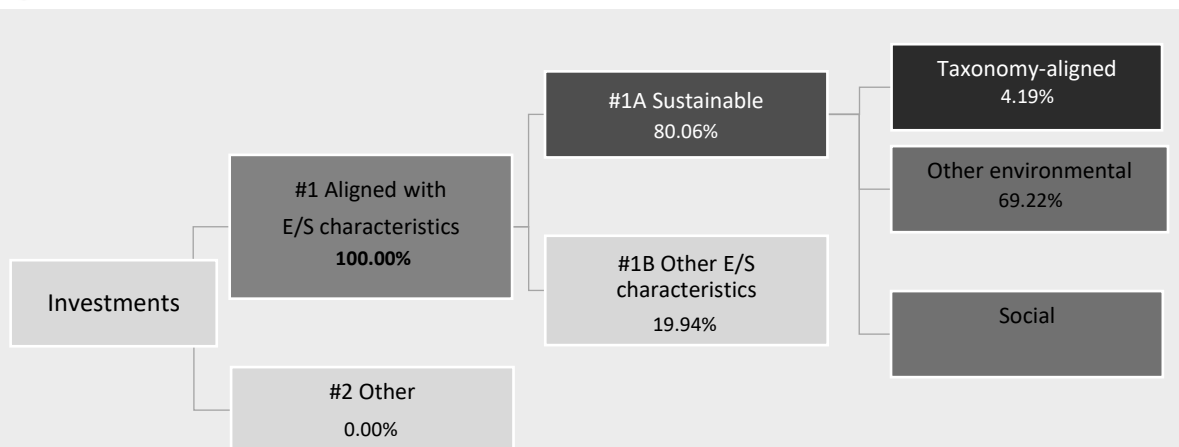 Investments
#1 Aligned with
E/S characteristics
100.00%
#2 Other
0.00%
#1A Sustainable
80.06%
#1B Other E/S
characteristics
19.94%
Taxonomy-aligned
4.19%
Other environmental
69.22%
Social